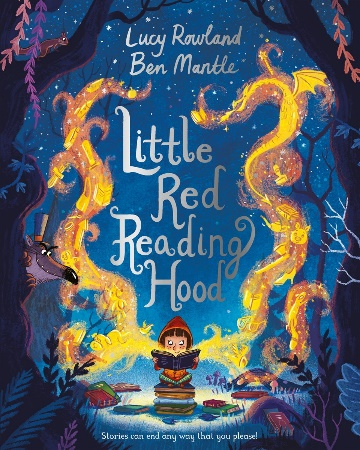 Lucy Rowland
Ben Mantle
Little
Red
Reading
Hood
Stories can end any way that you please!